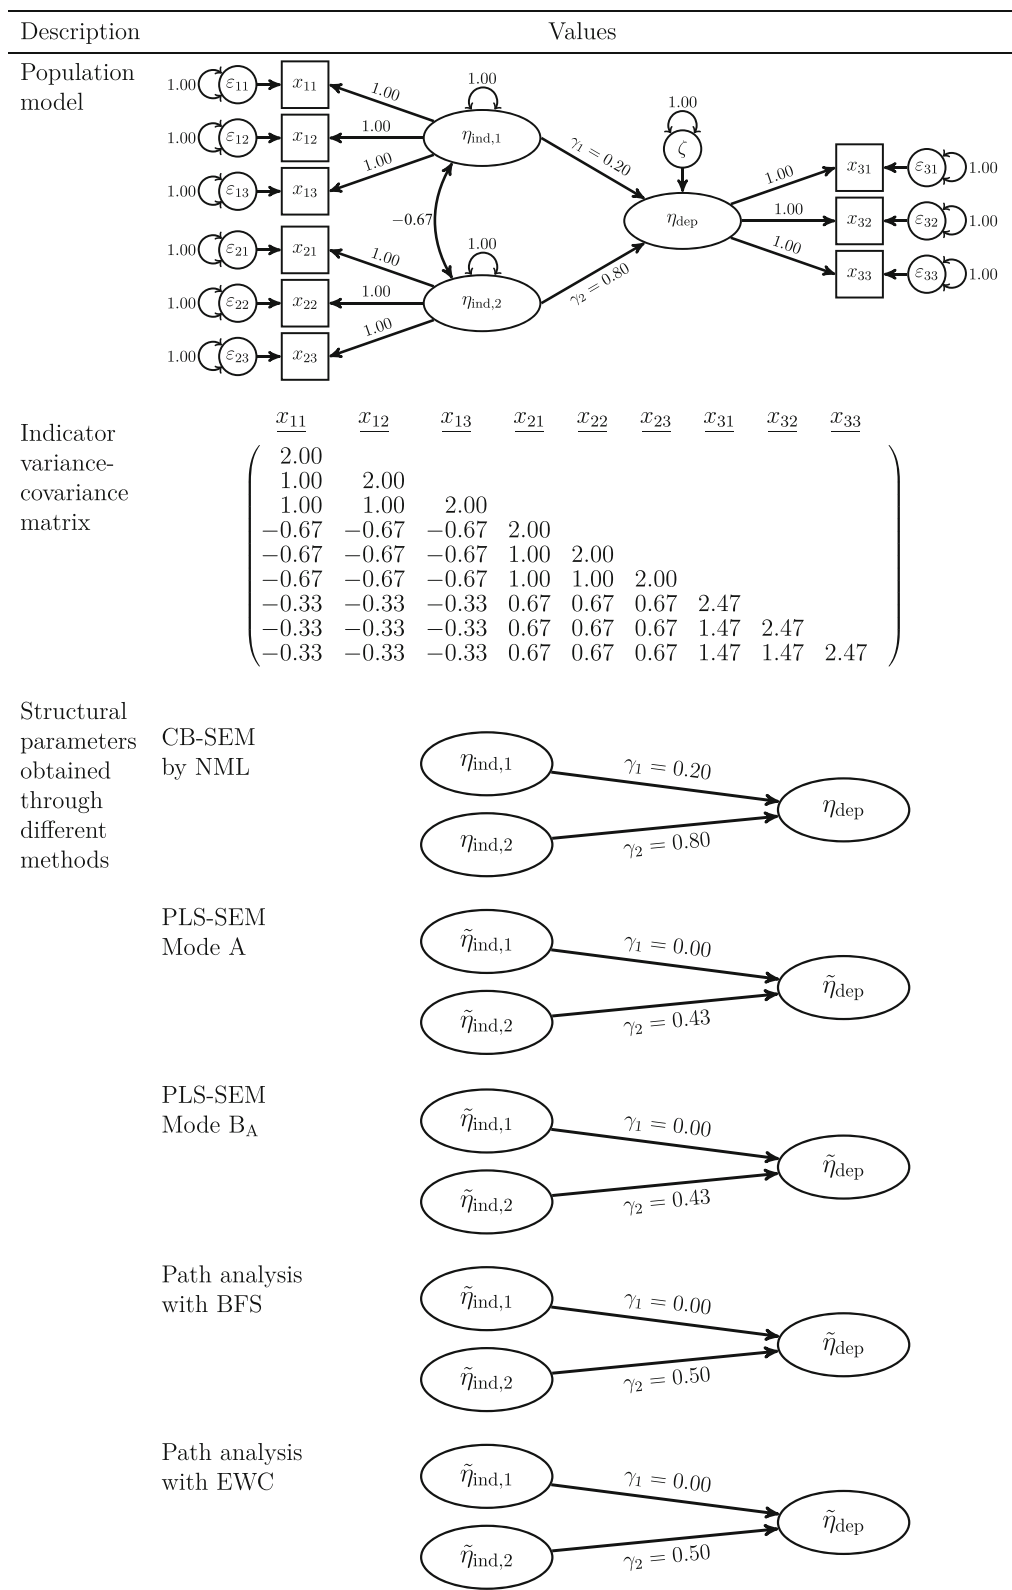 Description Values
Population
model
1.00 ε11 x11
1.00 ε12 x12
1.00 ε13 x13
1.00 ε21 x21
1.00 ε22 x22
1.00 ε23 x23
1.00
1.00
1.00
1.00
1.00
1.00
1.00
ηind,1
−0.67
1.00
ηind,2
γ1 = 0.20
γ2 = 0.80
1.00
ζ
ηdep
1.00
1.00
1.00
x31 ε31 1.00
x32 ε32 1.00
x33 ε33 1.00
Indicator
variance-
covariance
matrix
x11 x12 x13 x21 x22 x23 x31 x32 x33
2.00
1.00 2.00
1.00 1.00 2.00
−0.67 −0.67 −0.67 2.00
−0.67 −0.67 −0.67 1.00 2.00
−0.67 −0.67 −0.67 1.00 1.00 2.00
−0.33 −0.33 −0.33 0.67 0.67 0.67 2.47
−0.33 −0.33 −0.33 0.67 0.67 0.67 1.47 2.47
−0.33 −0.33 −0.33 0.67 0.67 0.67 1.47 1.47 2.47
Structural
parameters
obtained
through
different
methods
CB-SEM
by NML
ηind,1
γ1 = 0.20
ηdep
ηind,2
γ2 = 0.80
PLS-SEM
Mode A
η̃ind,1
γ1 = 0.00
η̃dep
η̃ind,2
γ2 = 0.43
PLS-SEM
Mode BA
η̃ind,1
γ1 = 0.00
η̃dep
η̃ind,2
γ2 = 0.43
Path analysis
with BFS
η̃ind,1
γ1 = 0.00
η̃dep
η̃ind,2
γ2 = 0.50
Path analysis
with EWC
η̃ind,1
γ1 = 0.00
η̃dep
η̃ind,2
γ2 = 0.50